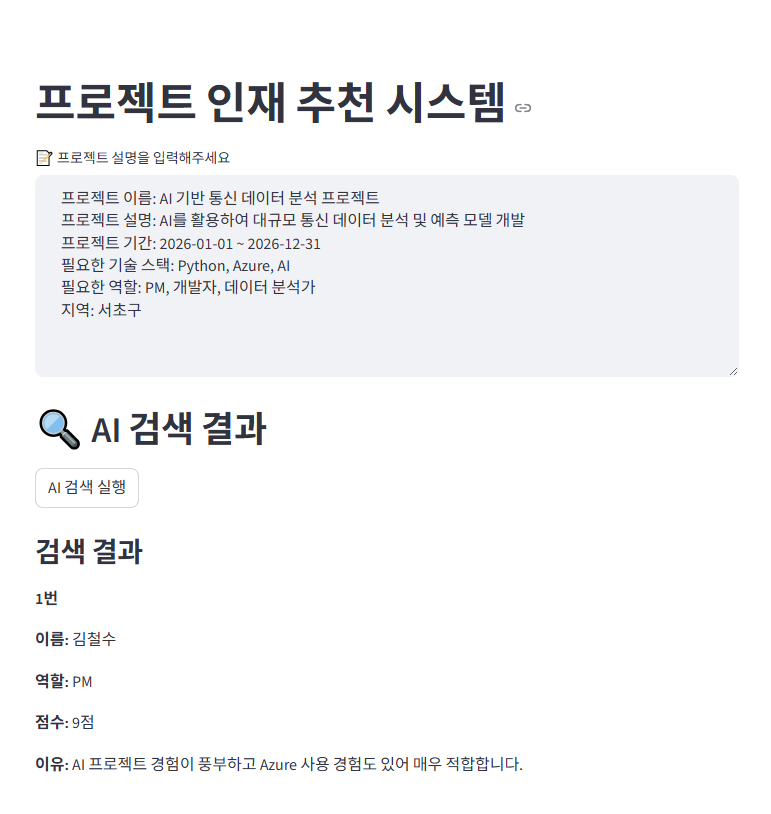 프로젝트 인재 추천 시스템
📝 프로젝트 설명을 입력해주세요
프로젝트 이름: AI 기반 통신 데이터 분석 프로젝트
프로젝트 설명: AI를 활용하여 대규모 통신 데이터 분석 및 예측 모델 개발
프로젝트 기간: 2026-01-01 ~ 2026-12-31
필요한 기술 스택: Python, Azure, AI
필요한 역할: PM, 개발자, 데이터 분석가
지역: 서초구
🔍 AI 검색 결과
AI 검색 실행
검색 결과
1번
이름: 김철수
역할: PM
점수: 9점
이유: AI 프로젝트 경험이 풍부하고 Azure 사용 경험도 있어 매우 적합합니다.